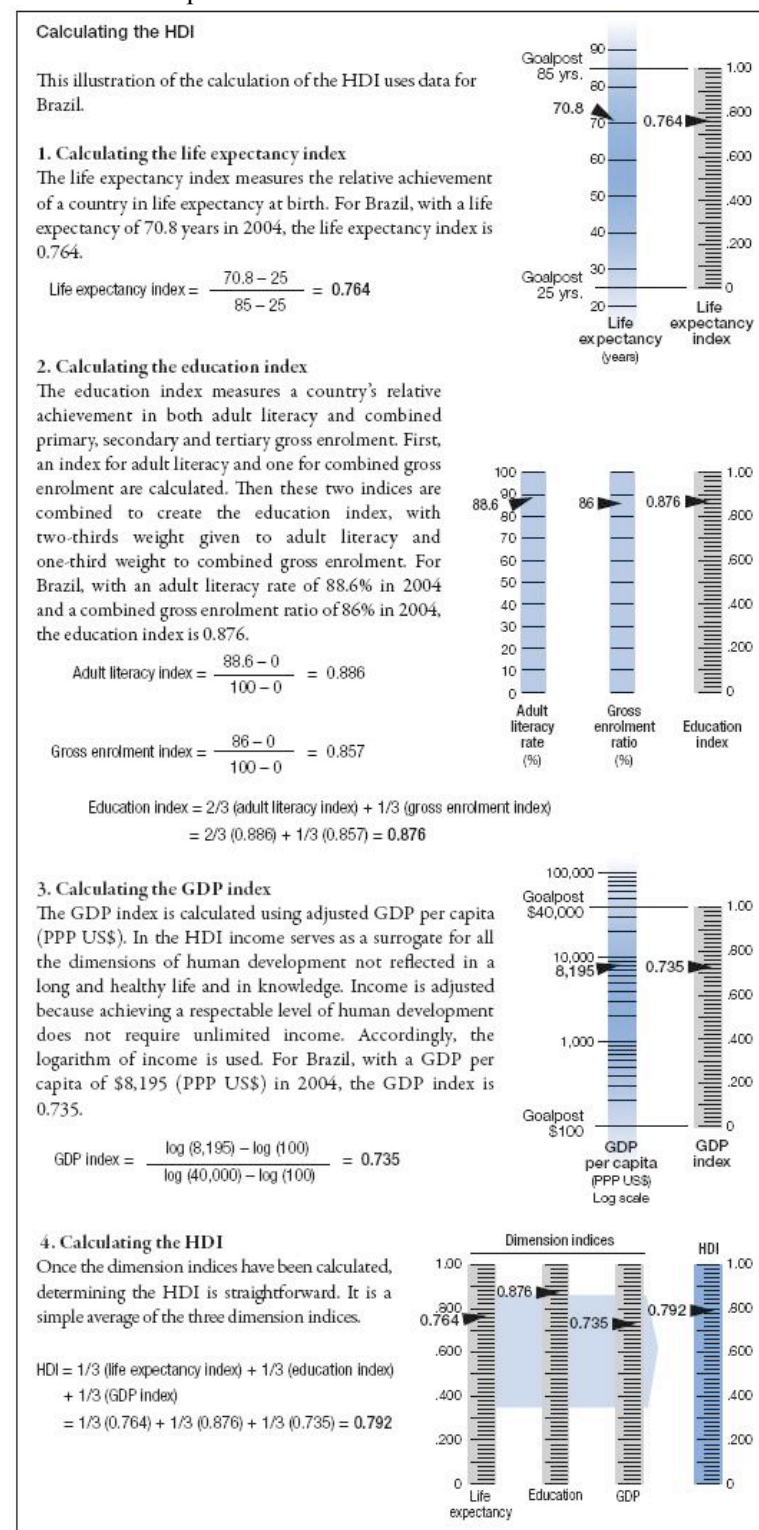 Calculating the HDI
This illustration of the calculation of the HDI uses data for
Brazil.
1. Calculating the life expectancy index
The life expectancy index measures the relative achievement
of a country in life expectancy at birth. For Brazil, with a life
expectancy of 70.8 years in 2004, the life expectancy index is
0.764.
Life expectancy index = 70.8 – 25 / 85 – 25 = 0.764
Goalpost
85 yrs.
90
80
70.8
70
60
50
40
30
Goalpost
25 yrs.
20
Life
expectancy
(years)
1.00
.800
0.764
.600
.400
.200
0
Life
expectancy
index
2. Calculating the education index
The education index measures a country's relative
achievement in both adult literacy and combined
primary, secondary and tertiary gross enrolment. First,
an index for adult literacy and one for combined gross
enrolment are calculated. Then these two indices are
combined to create the education index, with
two-thirds weight given to adult literacy and
one-third weight to combined gross enrolment. For
Brazil, with an adult literacy rate of 88.6% in 2004
and a combined gross enrolment ratio of 86% in 2004,
the education index is 0.876.
Adult literacy index = 88.6 – 0 / 100 – 0 = 0.886
Gross enrolment index = 86 – 0 / 100 – 0 = 0.857
Education index = 2/3 (adult literacy index) + 1/3 (gross enrolment index)
= 2/3 (0.886) + 1/3 (0.857) = 0.876
100
90
88.6
80
70
60
50
40
30
20
10
0
Adult
literacy
rate
(%)
86
Gross
enrolment
ratio
(%)
1.00
0.876
.800
.600
.400
.200
0
Education
index
3. Calculating the GDP index
The GDP index is calculated using adjusted GDP per capita
(PPP US$). In the HDI income serves as a surrogate for all
the dimensions of human development not reflected in a
long and healthy life and in knowledge. Income is adjusted
because achieving a respectable level of human development
does not require unlimited income. Accordingly, the
logarithm of income is used. For Brazil, with a GDP per
capita of $8,195 (PPP US$) in 2004, the GDP index is
0.735.
GDP index = log (8,195) – log (100) / log (40,000) – log (100) = 0.735
100,000
Goalpost
$40,000
10,000
8,195
1,000
Goalpost
$100
GDP
per capita
(PPP US$)
Log scale
1.00
.800
0.735
.600
.400
.200
0
GDP
index
4. Calculating the HDI
Once the dimension indices have been calculated,
determining the HDI is straightforward. It is a
simple average of the three dimension indices.
HDI = 1/3 (life expectancy index) + 1/3 (education index)
+ 1/3 (GDP index)
= 1/3 (0.764) + 1/3 (0.876) + 1/3 (0.735) = 0.792
Dimension indices
HDI
1.00
.800
0.764
.600
.400
.200
0
Life
expectancy
0.876
Education
0.735
GDP
0.792
1.00
.800
.600
.400
.200
0